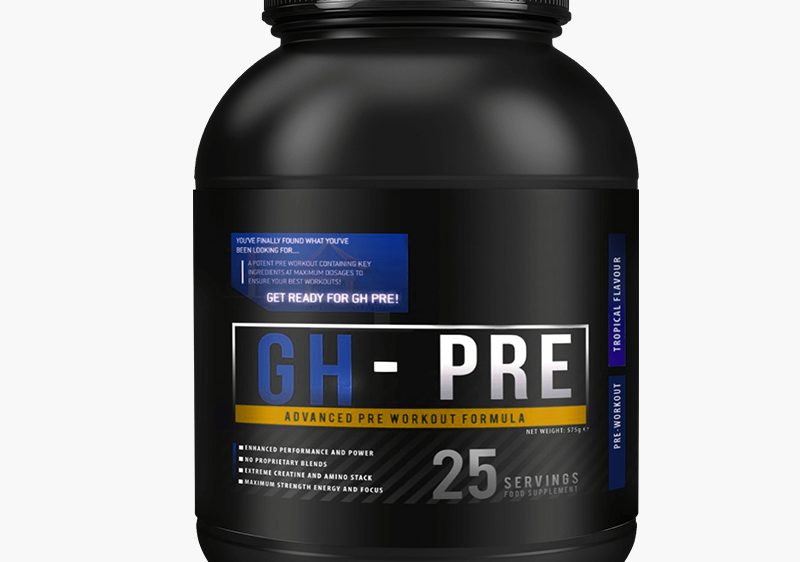 YOU'VE FINALLY FOUND WHAT YOU'VE
BEEN LOOKING FOR....
A POTENT PRE WORKOUT CONTAINING KEY
INGREDIENTS AT MAXIMUM DOSAGES TO
ENSURE YOUR BEST WORKOUTS!
GET READY FOR GH PRE!
GH - PRE
ADVANCED PRE WORKOUT FORMULA
NET WEIGHT: 575g e
ENHANCED PERFORMANCE AND POWER
NO PROPRIETARY BLENDS
EXTREME CREATINE AND AMINO STACK
MAXIMUM STRENGTH ENERGY AND FOCUS
25 SERVINGS
FOOD SUPPLEMENT
TROPICAL FLAVOUR
PRE-WORKOUT